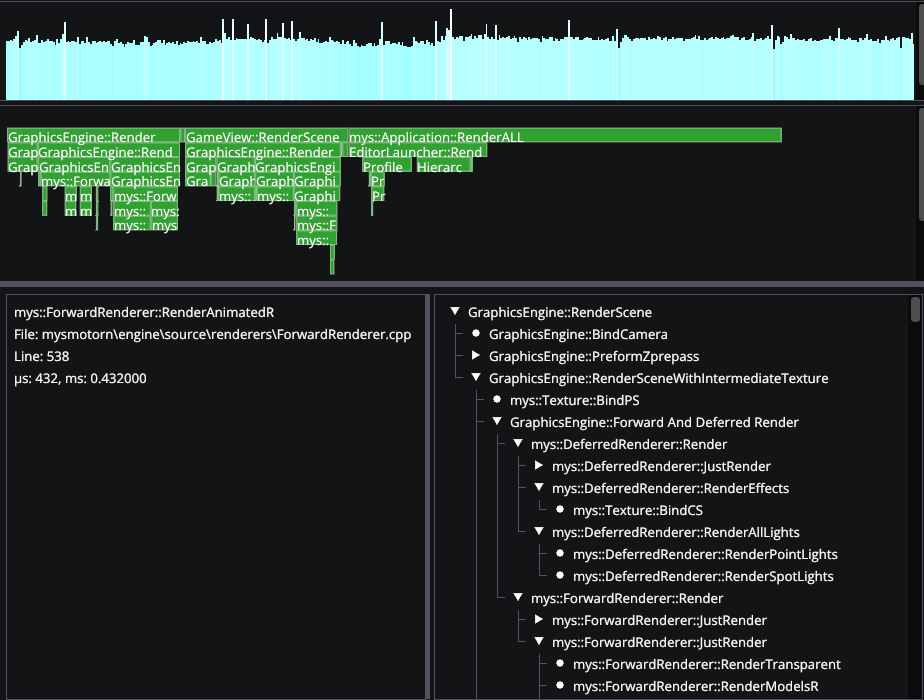 GraphicsEngine::Render GameView::RenderScene mys::Application::RenderALL
Grap GraphicsEngine::Rend GraphicsEngine::Render EditorLauncher::Rend
Grap GraphicsEn GraphicsEn Grap Graph GraphicsEngi Profile Hierarc
mys::Forwa GraphicsEn Gra Graph Graph Graphi Pr
m m mys::Forw mys:: mys:: Graphi Pr
m m mys:: mys: mys::
mys:: mys mys::F
mys::
mys::ForwardRenderer::RenderAnimatedR
File: mysmotorn\engine\source\renderers\ForwardRenderer.cpp
Line: 538
µs: 432, ms: 0.432000
GraphicsEngine::RenderScene
GraphicsEngine::BindCamera
GraphicsEngine::PreformZprepass
GraphicsEngine::RenderSceneWithIntermediateTexture
mys::Texture::BindPS
GraphicsEngine::Forward And Deferred Render
mys::DeferredRenderer::Render
mys::DeferredRenderer::JustRender
mys::DeferredRenderer::RenderEffects
mys::Texture::BindCS
mys::DeferredRenderer::RenderAllLights
mys::DeferredRenderer::RenderPointLights
mys::DeferredRenderer::RenderSpotLights
mys::ForwardRenderer::Render
mys::ForwardRenderer::JustRender
mys::ForwardRenderer::JustRender
mys::ForwardRenderer::RenderTransparent
mys::ForwardRenderer::RenderModelsR